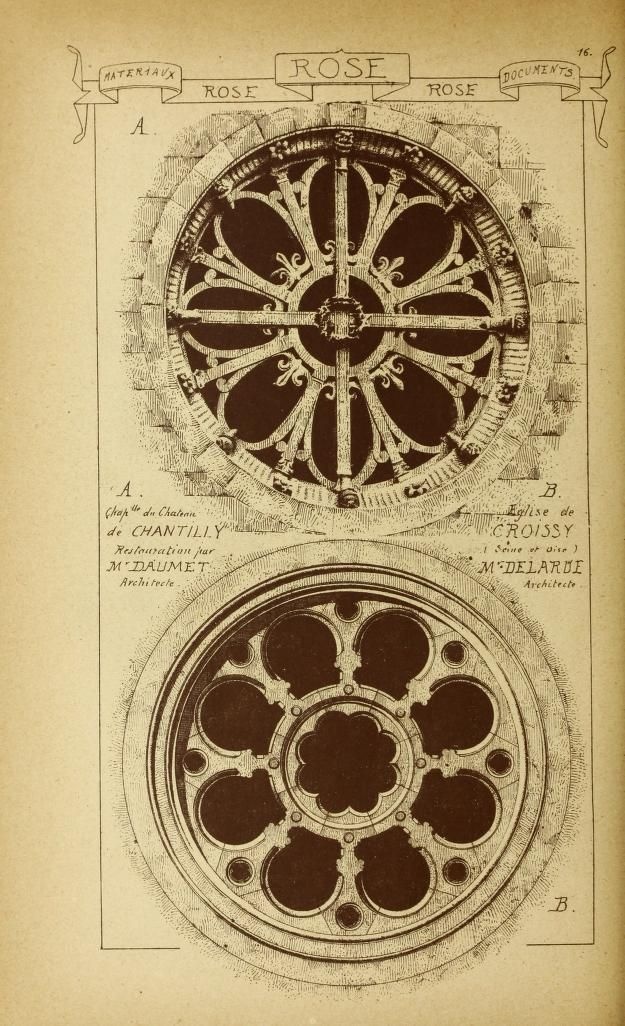 16.
MATERIAUX
ROSE
DOCUMENTS
ROSE
ROSE
A.
A.
Chap^lle du Chateau
de CHANTILLY
Restauration par
M^r DAUMET
Architecte.
B.
Eglise de
CROISSY
(Seine et Oise)
M^r DELARUE
Architecte.
B.